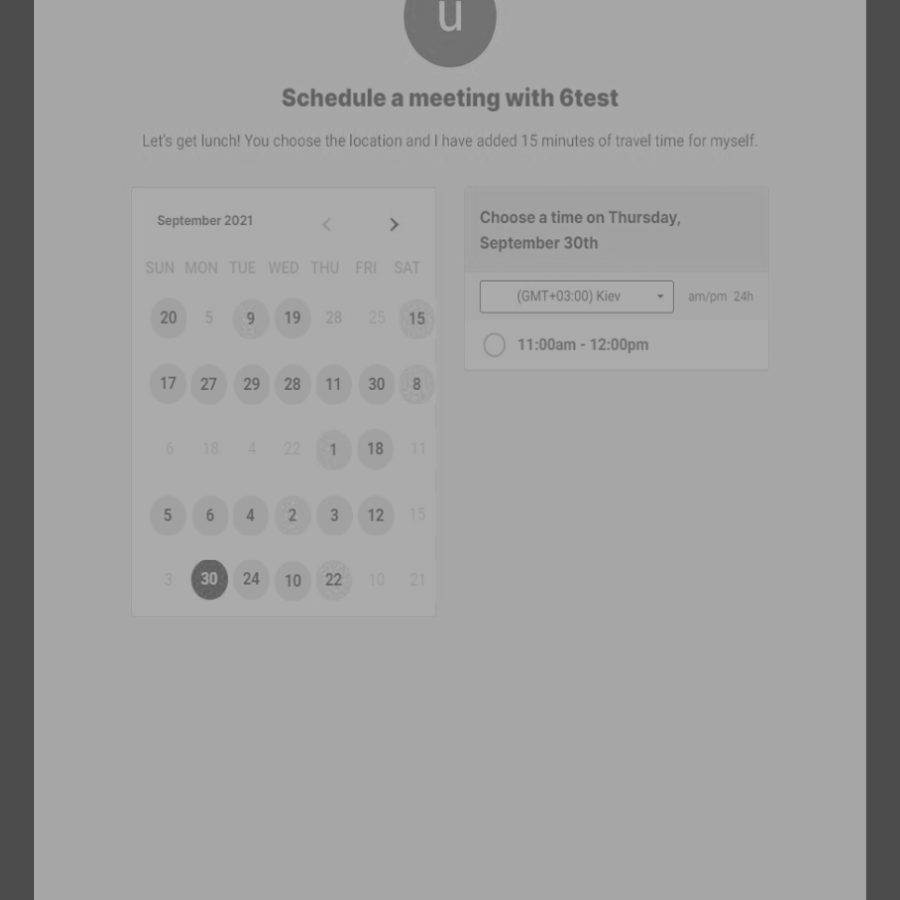 u
Schedule a meeting with 6test
Let's get lunch! You choose the location and I have added 15 minutes of travel time for myself.
September 2021
SUN MON TUE WED THU FRI SAT
20 5 9 19 28 25 15
17 27 29 28 11 30 8
6 18 4 22 1 18 11
5 6 4 2 3 12 15
3 30 24 10 22 10 21
Choose a time on Thursday,
September 30th
(GMT+03:00) Kiev am/pm 24h
11:00am - 12:00pm